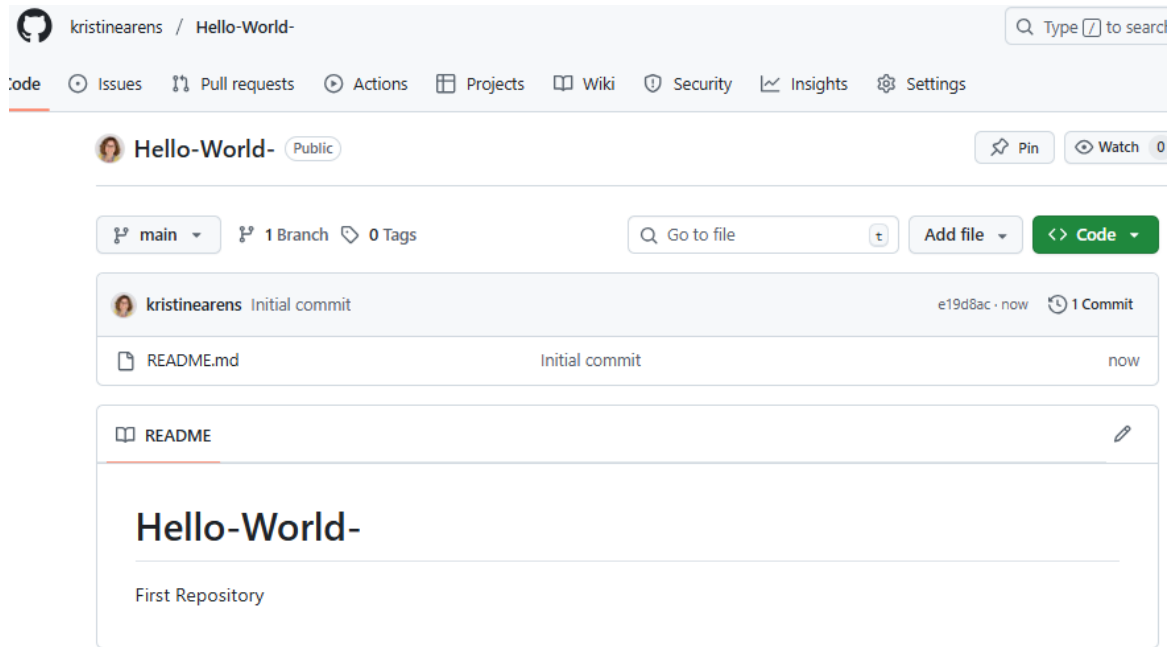 kristinearens / Hello-World-
Type / to search
Code Issues Pull requests Actions Projects Wiki Security Insights Settings
Hello-World- Public Pin Watch 0
main 1 Branch 0 Tags Go to file t Add file <> Code
kristinearens Initial commit e19d8ac · now 1 Commit
README.md Initial commit now
README
Hello-World-
First Repository